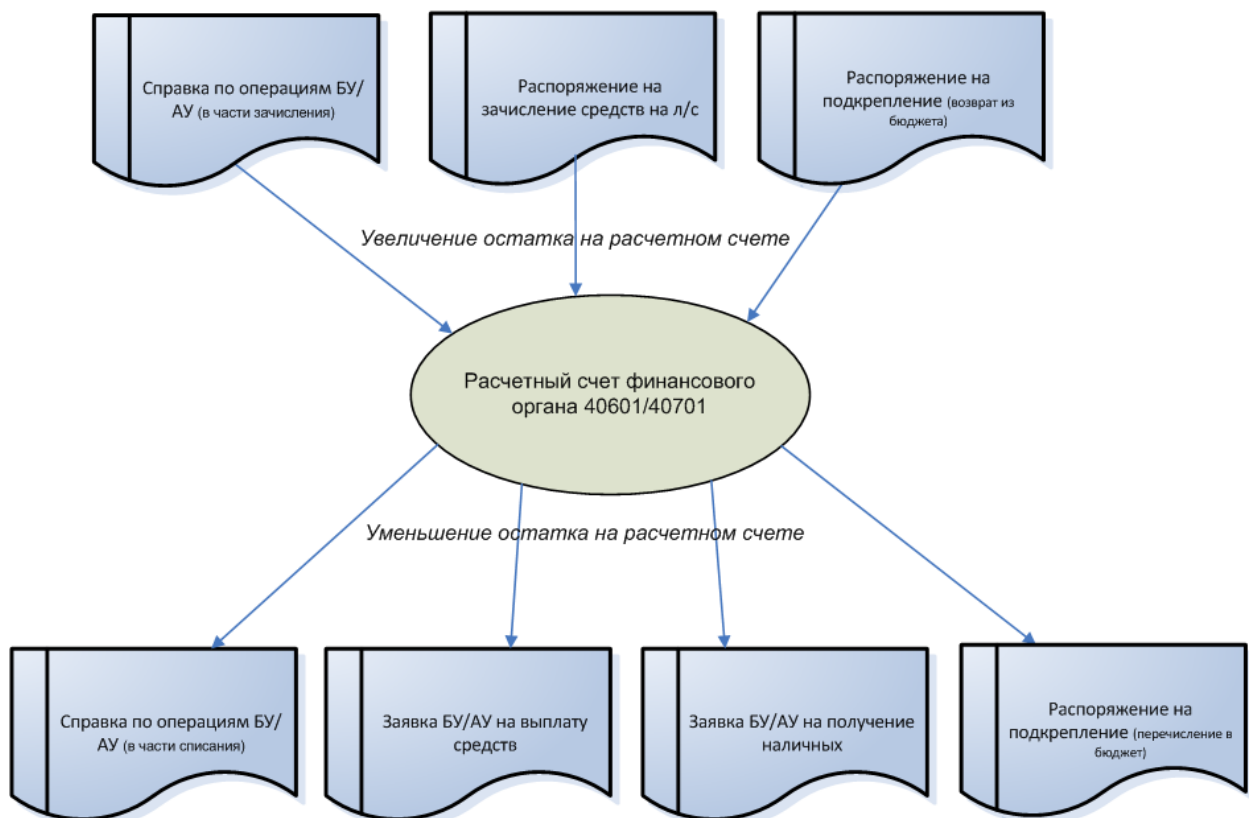 Справка по операциям БУ/
АУ (в части зачисления)
Распоряжение на
зачисление средств на л/с
Распоряжение на
подкрепление (возврат из
бюджета)
Увеличение остатка на расчетном счете
Расчетный счет финансового
органа 40601/40701
Уменьшение остатка на расчетном счете
Справка по операциям БУ/
АУ (в части списания)
Заявка БУ/АУ на выплату
средств
Заявка БУ/АУ на получение
наличных
Распоряжение на
подкрепление (перечисление в
бюджет)